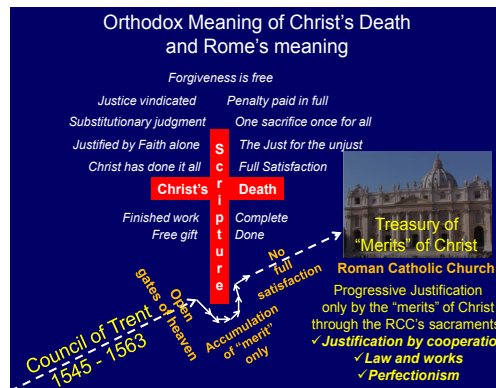 Orthodox Meaning of Christ's Death
and Rome's meaning
Forgiveness is free
Justice vindicated
Penalty paid in full
Substitutionary judgment
One sacrifice once for all
Justified by Faith alone
The Just for the unjust
Christ has done it all
Full Satisfaction
Scripture
Christ's Death
Finished work
Complete
Free gift
Done
Council of Trent
1545 - 1563
Open
gates of heaven
Accumulation
of "merit"
only
No
full
satisfaction
Treasury of
"Merits" of Christ
Roman Catholic Church
Progressive Justification
only by the "merits" of Christ
through the RCC's sacraments
✓Justification by cooperatio
✓Law and works
✓Perfectionism